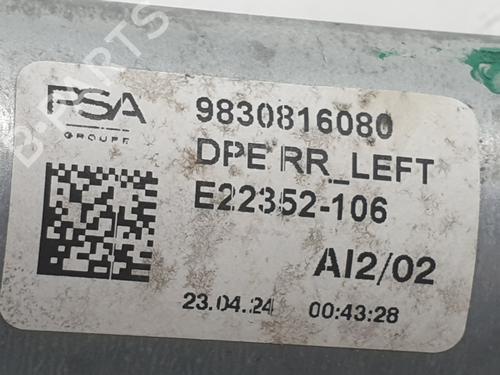 B-PARTS
PSA
GROUPE
9830816080
DPE RR_LEFT
E22352-106
AI2/02
23.04.24 00:43:28